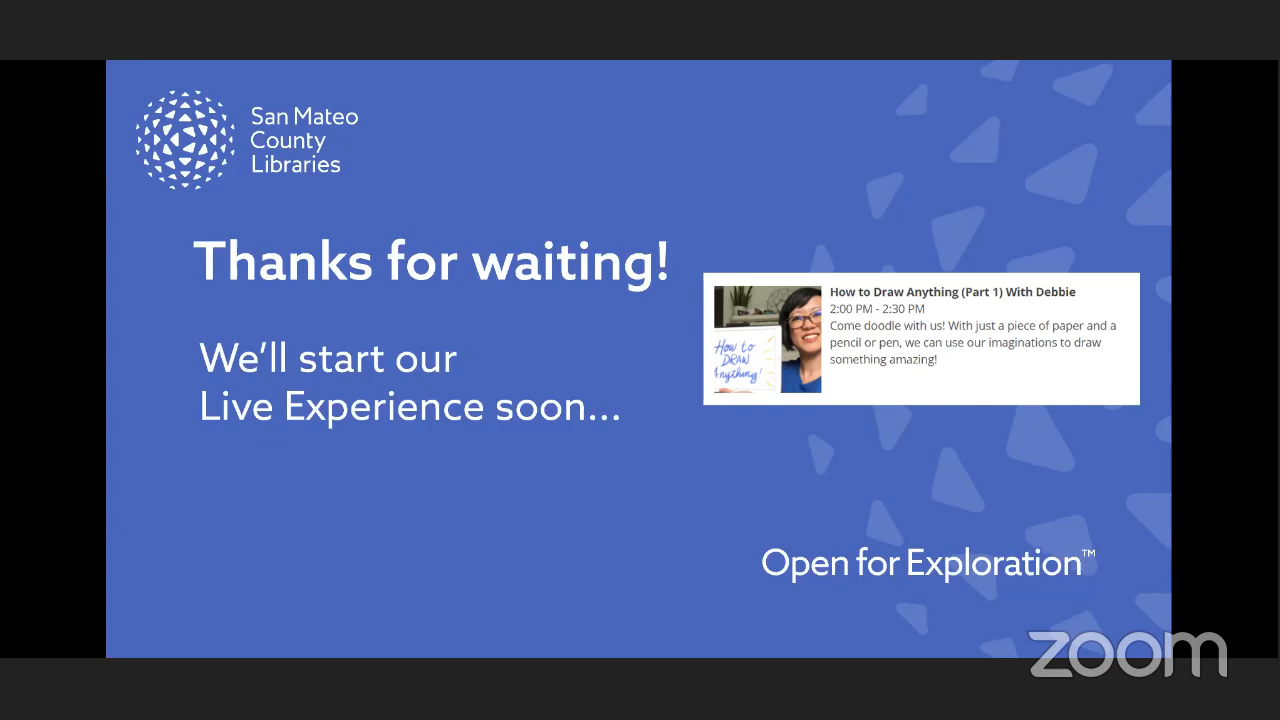 San Mateo
County
Libraries
Thanks for waiting!
We'll start our
Live Experience soon...
How to Draw Anything (Part 1) With Debbie
2:00 PM - 2:30 PM
Come doodle with us! With just a piece of paper and a
pencil or pen, we can use our imaginations to draw
something amazing!
How to
DRAW
Anything!
Open for Exploration™
zoom